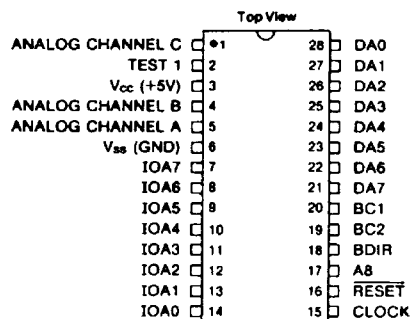 Top View
ANALOG CHANNEL C 1 28 DA0
TEST 1 2 27 DA1
Vcc (+5V) 3 26 DA2
ANALOG CHANNEL B 4 25 DA3
ANALOG CHANNEL A 5 24 DA4
Vss (GND) 6 23 DA5
IOA7 7 22 DA6
IOA6 8 21 DA7
IOA5 9 20 BC1
IOA4 10 19 BC2
IOA3 11 18 BDIR
IOA2 12 17 A8
IOA1 13 16 RESET
IOA0 14 15 CLOCK